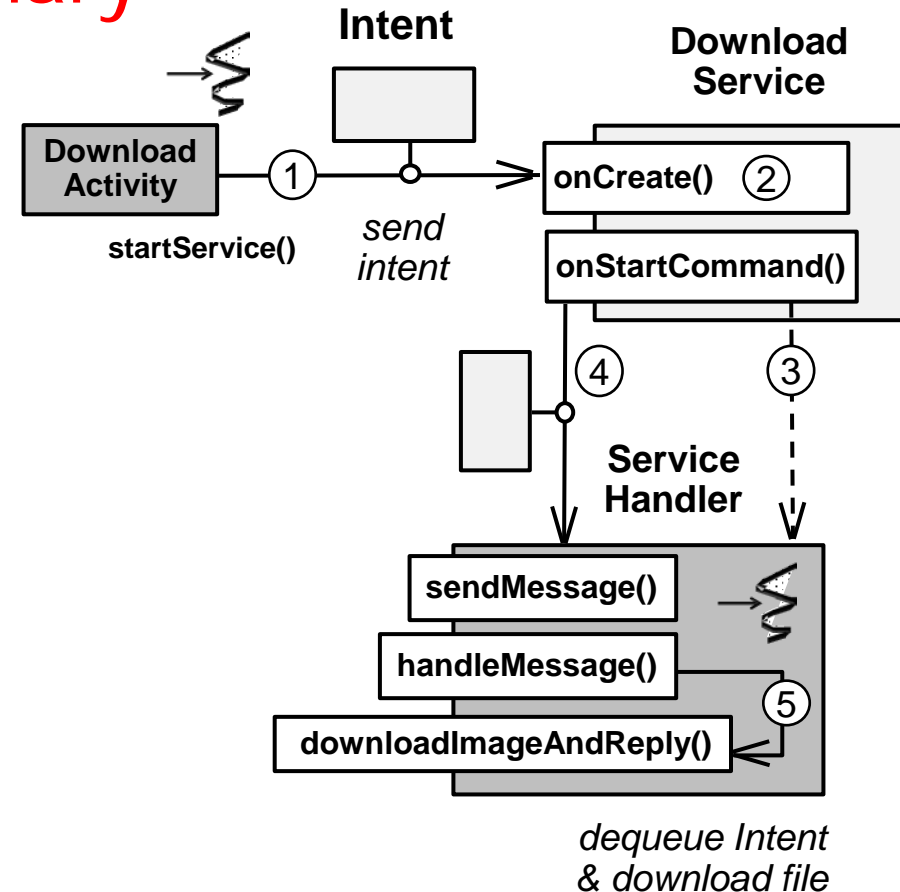 Intent
Download
Service
Download
Activity
1
onCreate()
2
startService()
send
intent
onStartCommand()
4
3
Service
Handler
sendMessage()
handleMessage()
5
downloadImageAndReply()
dequeue Intent
& download file